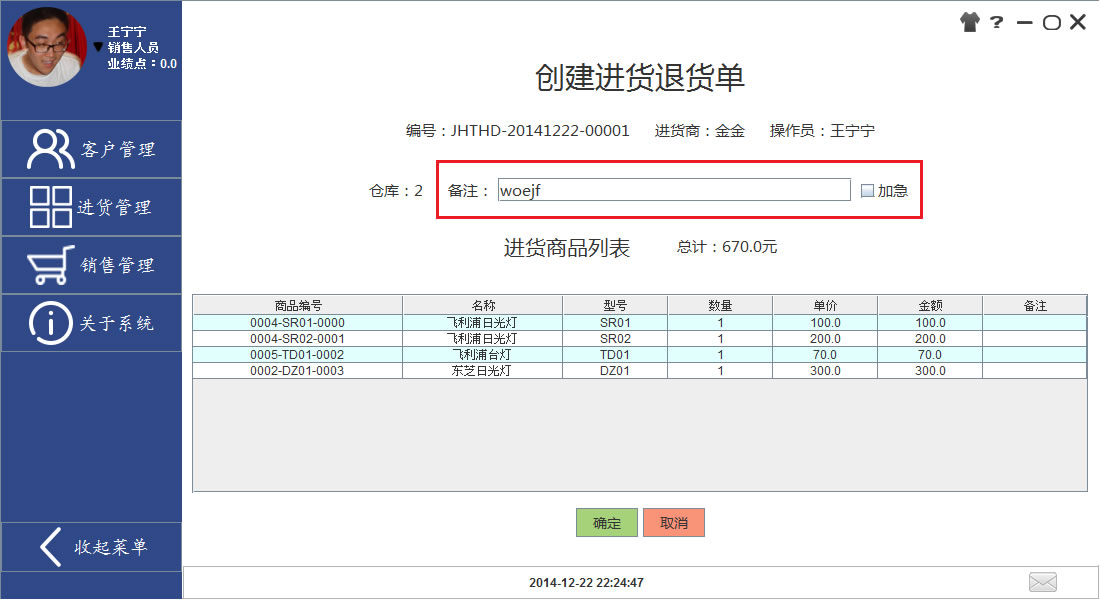 王宁宁
销售人员
业绩点：0.0
客户管理
进货管理
销售管理
关于系统
收起菜单
?
创建进货退货单
编号：JHTHD-20141222-00001 进货商：金金 操作员：王宁宁
仓库：2 备注： woejf 加急
进货商品列表 总计：670.0元
商品编号 名称 型号 数量 单价 金额 备注
0004-SR01-0000 飞利浦日光灯 SR01 1 100.0 100.0
0004-SR02-0001 飞利浦日光灯 SR02 1 200.0 200.0
0005-TD01-0002 飞利浦台灯 TD01 1 70.0 70.0
0002-DZ01-0003 东芝日光灯 DZ01 1 300.0 300.0
确定 取消
2014-12-22 22:24:47